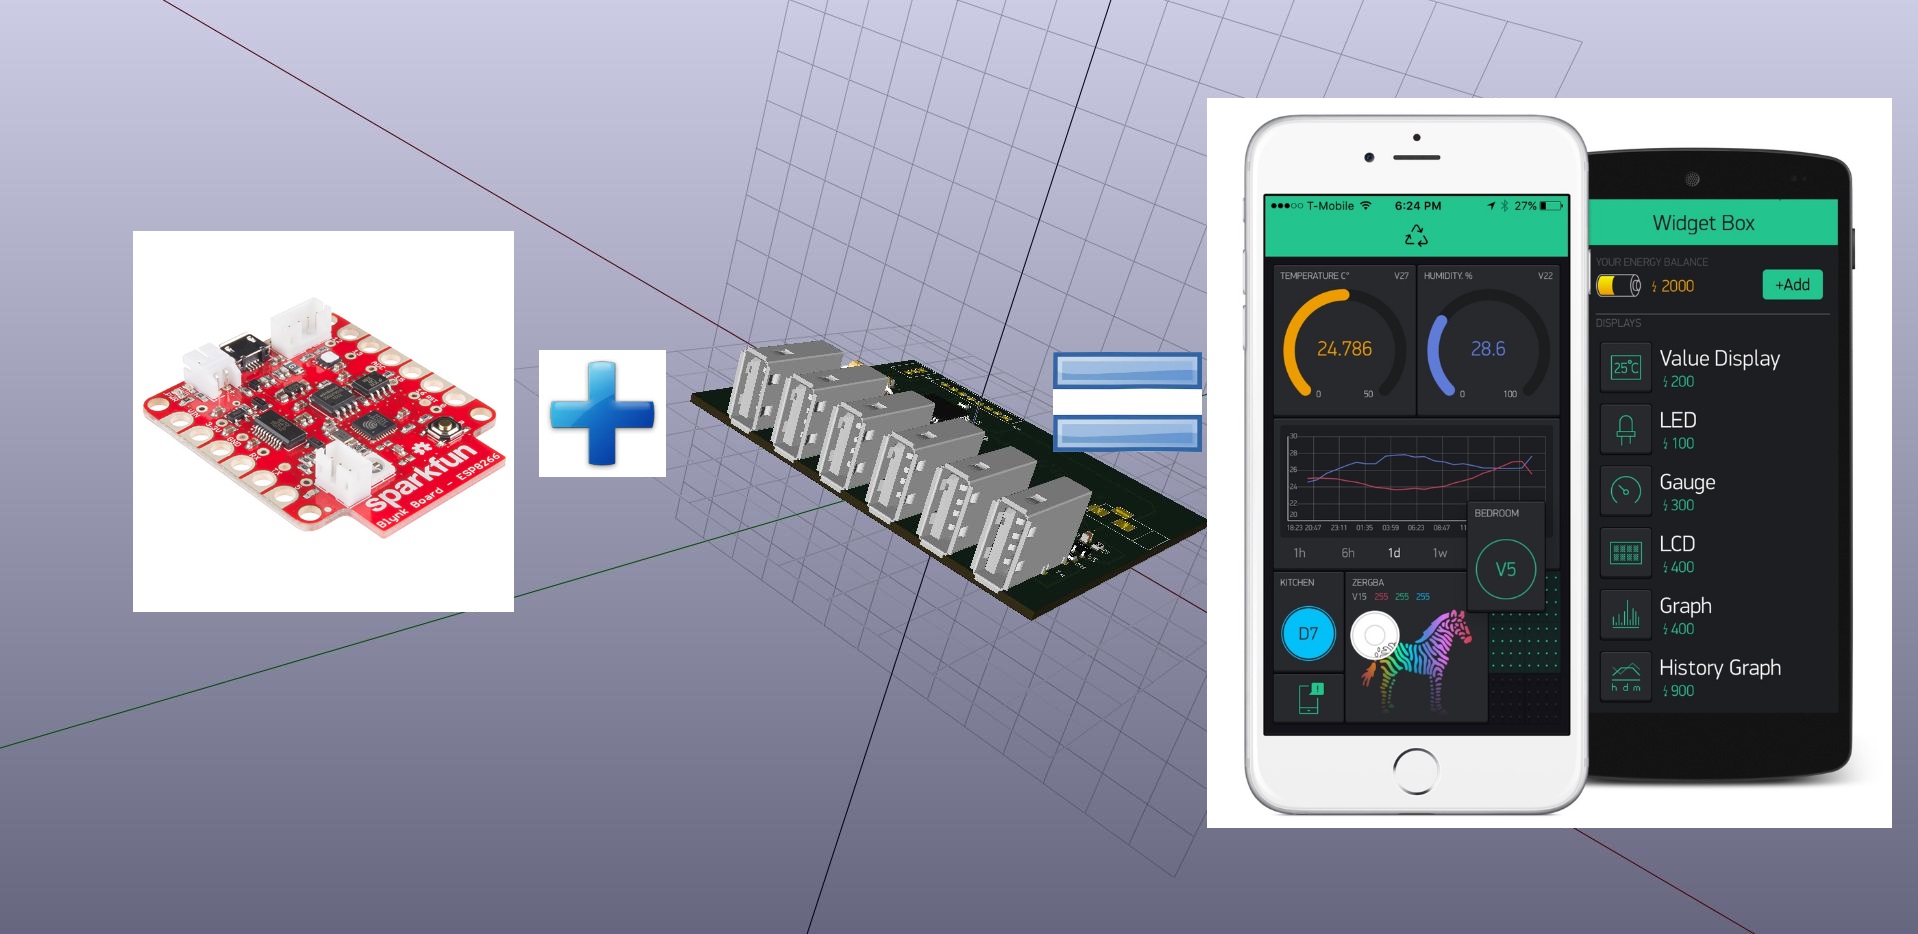 sparkfun
Blynk Board - ESP8266
T-Mobile
6:24 PM
27%
TEMPERATURE C°
V27
24.786
0
50
HUMIDITY. %
V22
28.6
0
100
30
28
26
24
22
20
18:23 20:47 23:11 01:35 03:59 06:23 08:47 11
1h
6h
1d
1w
BEDROOM
V5
KITCHEN
D7
ZERGBA
V15 255 255 255
Widget Box
YOUR ENERGY BALANCE
2000
+Add
DISPLAYS
25°C
Value Display
200
LED
100
Gauge
300
LCD
400
Graph
400
h d m
History Graph
900